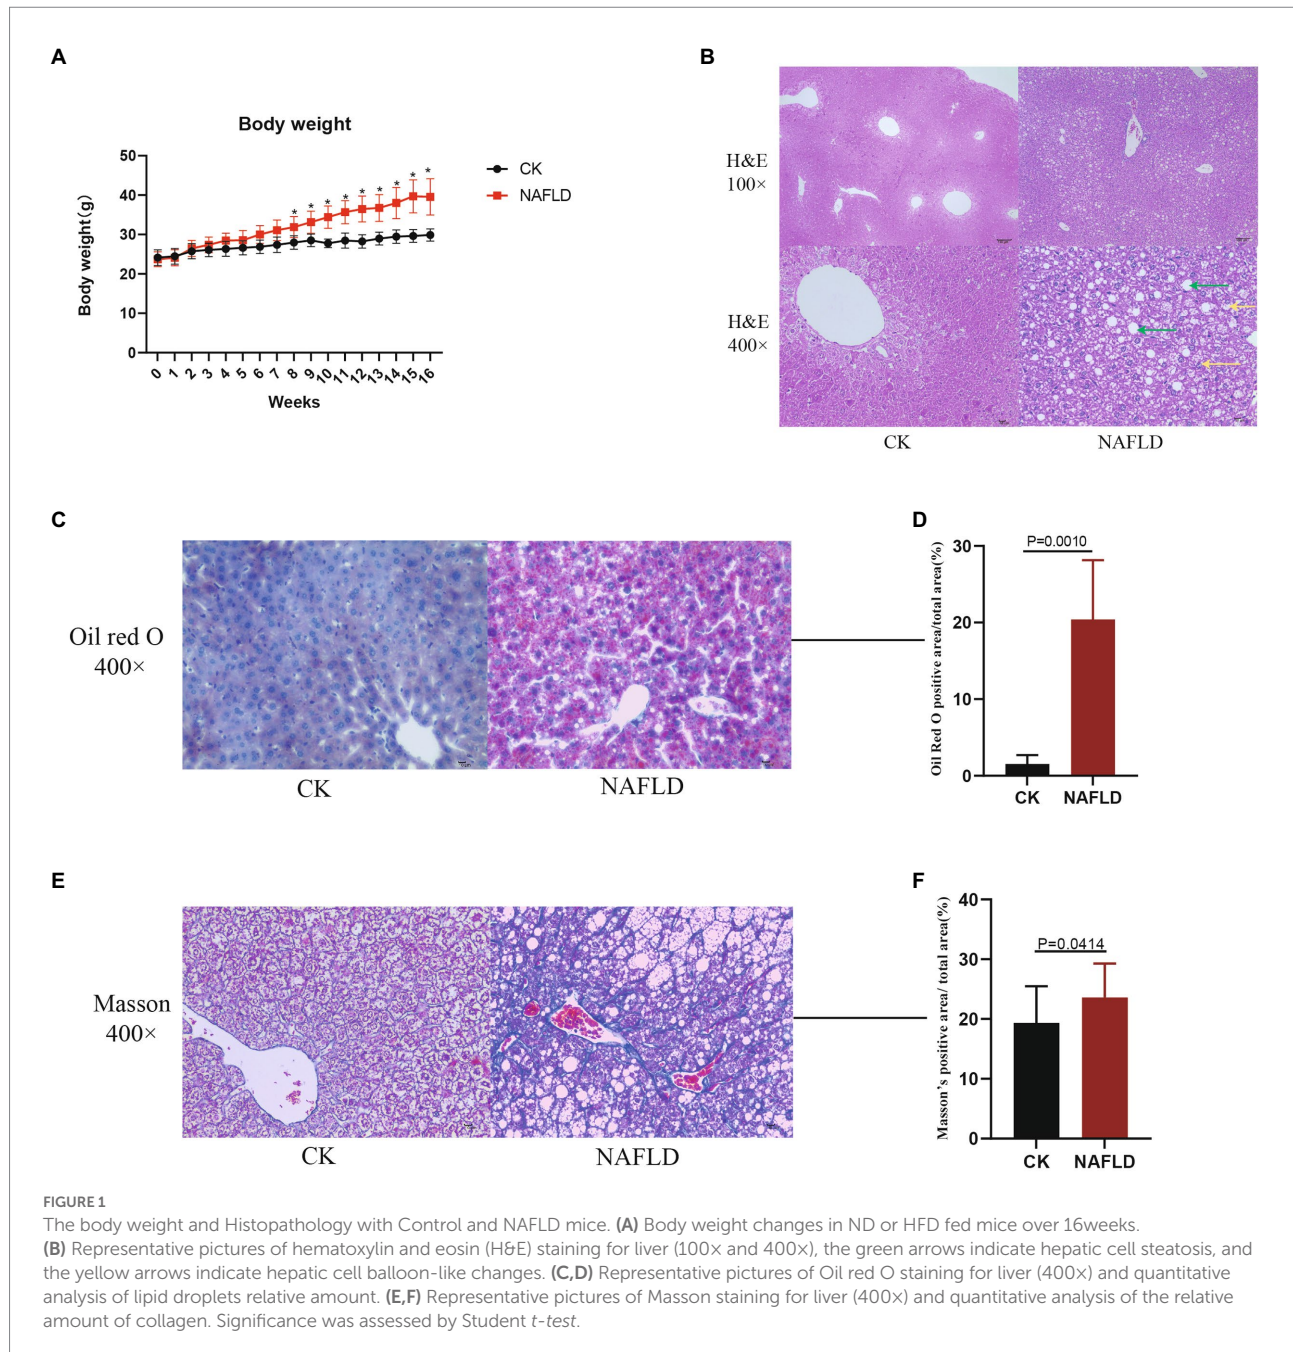 A
Body weight
Body weight(g)
50
40
30
20
10
0
0 1 2 3 4 5 6 7 8 9 10 11 12 13 14 15 16
Weeks
* * * * * * * * *
CK
NAFLD
B
H&E
100×
H&E
400×
CK
NAFLD
C
Oil red O
400×
CK
NAFLD
D
P=0.0010
Oil Red O positive area/total area(%)
30
20
10
0
CK NAFLD
E
Masson
400×
CK
NAFLD
F
P=0.0414
Masson's positive area/ total area(%)
40
30
20
10
0
CK NAFLD
FIGURE 1
The body weight and Histopathology with Control and NAFLD mice. (A) Body weight changes in ND or HFD fed mice over 16weeks.
(B) Representative pictures of hematoxylin and eosin (H&E) staining for liver (100× and 400×), the green arrows indicate hepatic cell steatosis, and
the yellow arrows indicate hepatic cell balloon-like changes. (C,D) Representative pictures of Oil red O staining for liver (400×) and quantitative
analysis of lipid droplets relative amount. (E,F) Representative pictures of Masson staining for liver (400×) and quantitative analysis of the relative
amount of collagen. Significance was assessed by Student t-test.